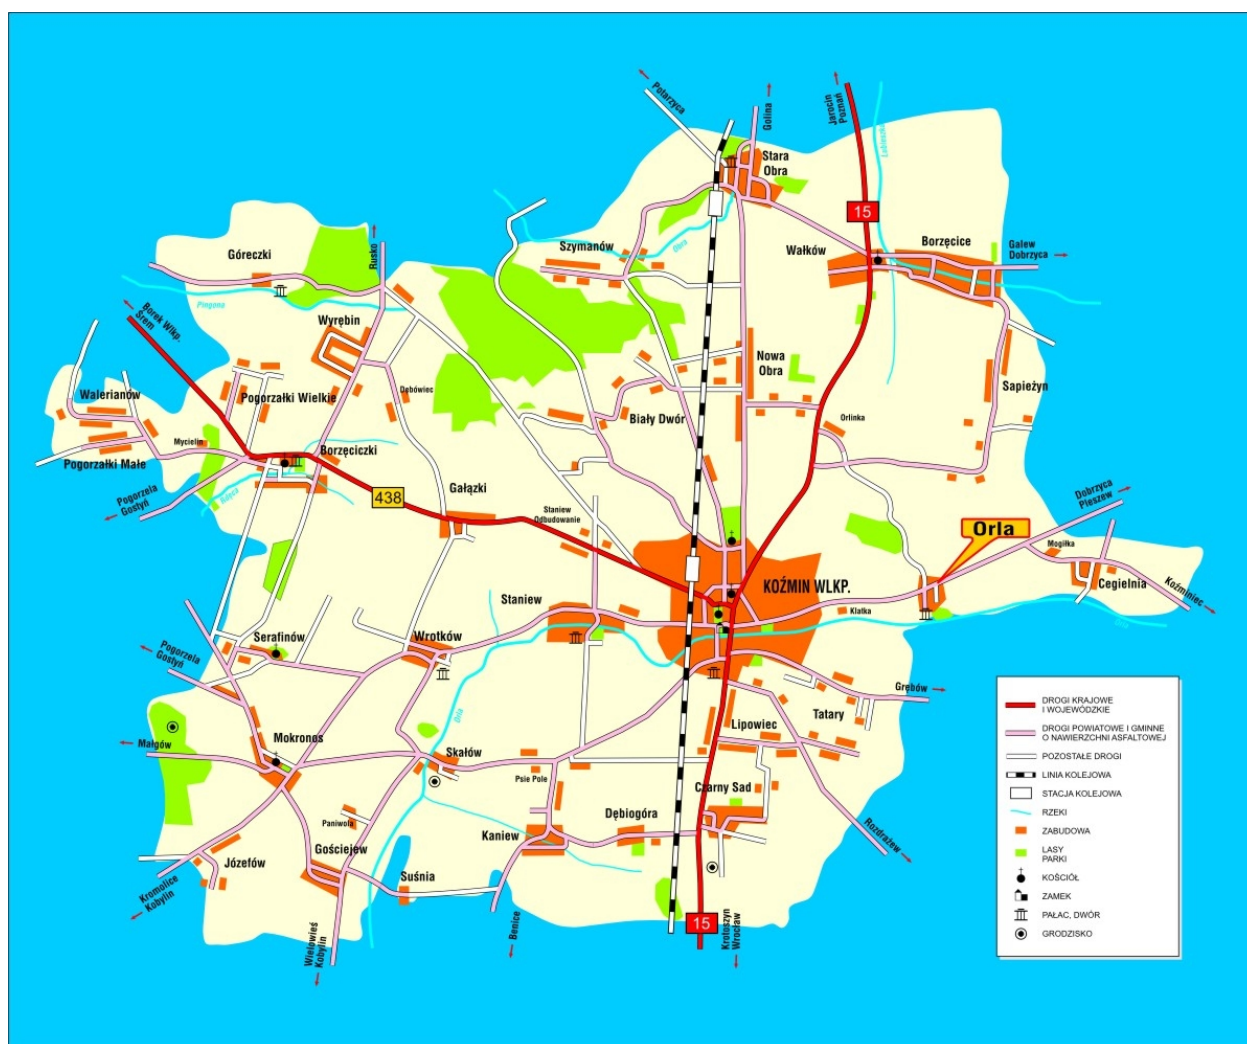 Potarzyca
Golina
Jarocin
Poznań
Lubieszka
Stara
Obra
15
Rusko
Góreczki
Szymanów
Obra
Wałków
Borzęcice
Galew
Dobrzyca
Pingona
Borek Wlkp.
Śrem
Wyrębin
Nowa
Obra
Sapieżyn
Walerianów
Pogorzałki Wielkie
Dębówiec
Biały Dwór
Orlinka
Mycielin
Pogorzałki Małe
Borzęciczki
Pogorzela
Gostyń
438
Gałązki
Staniew
Odbudowanie
Dobrzyca
Pleszew
Orla
Mogiłka
Cegielnia
Koźminiec
KOŹMIN WLKP.
Klatka
Orla
Staniew
Serafinów
Wrotków
Pogorzela
Gostyń
Grębów
Orla
Tatary
Lipowiec
Małgów
Mokronos
Skałów
Psie Pole
Czarny Sad
Paniwola
Dębiogóra
Kaniew
Rozdrażew
Józefów
Gościejew
Suśnia
Kromolice
Kobylin
Wielowieś
Kobylin
Benice
15
Krotoszyn
Wrocław
DROGI KRAJOWE
I WOJEWÓDZKIE
DROGI POWIATOWE I GMINNE
O NAWIERZCHNI ASFALTOWEJ
POZOSTAŁE DROGI
LINIA KOLEJOWA
STACJA KOLEJOWA
RZEKI
ZABUDOWA
LASY
PARKI
KOŚCIÓŁ
ZAMEK
PAŁAC, DWÓR
GRODZISKO